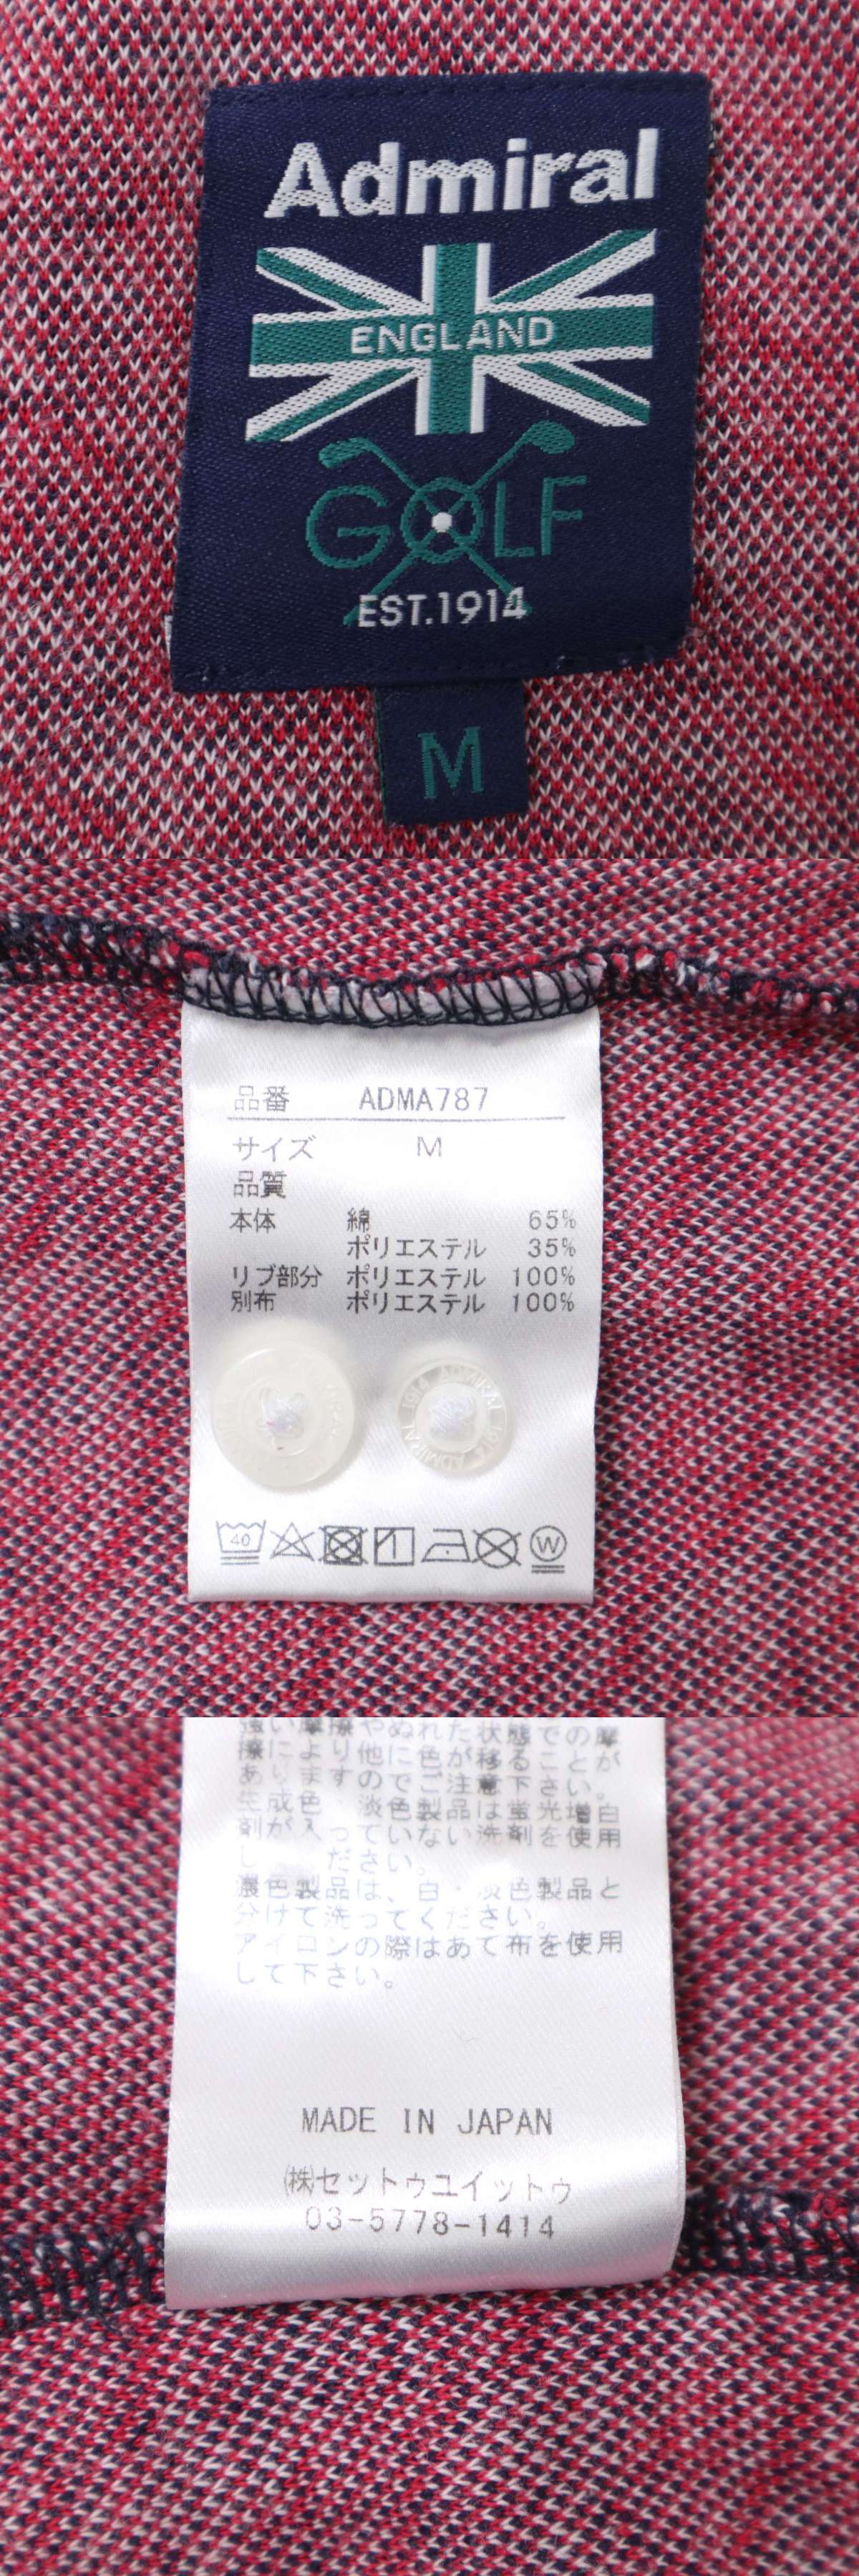 Admiral
ENGLAND
GOLF
EST.1914
M
品番 ADMA787
サイズ M
品質
本体 綿 65%
ポリエステル 35%
リブ部分 ポリエステル 100%
別布 ポリエステル 100%
1914 ADMIRAL 1914 ADMIRAL
40
W
強い摩擦やぬれた状態での摩
擦により他に色が移ることが
ありますのでご注意下さい。
生成色・淡色製品は蛍光増白
剤が入っていない洗剤を使用
し ださい。
濃色製品は、白・淡色製品と
分けて洗ってください。
アイロンの際はあて布を使用
して下さい。
MADE IN JAPAN
㈱セットゥユイットゥ
03-5778-1414